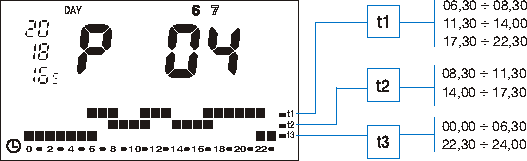 DAY 6 7
20
18
16°C
P 04
t1
t2
t3
0 2 4 6 8 10 12 14 16 18 20 22
t1
06,30 ÷ 08,30
11,30 ÷ 14,00
17,30 ÷ 22,30
t2
08,30 ÷ 11,30
14,00 ÷ 17,30
t3
00,00 ÷ 06,30
22,30 ÷ 24,00